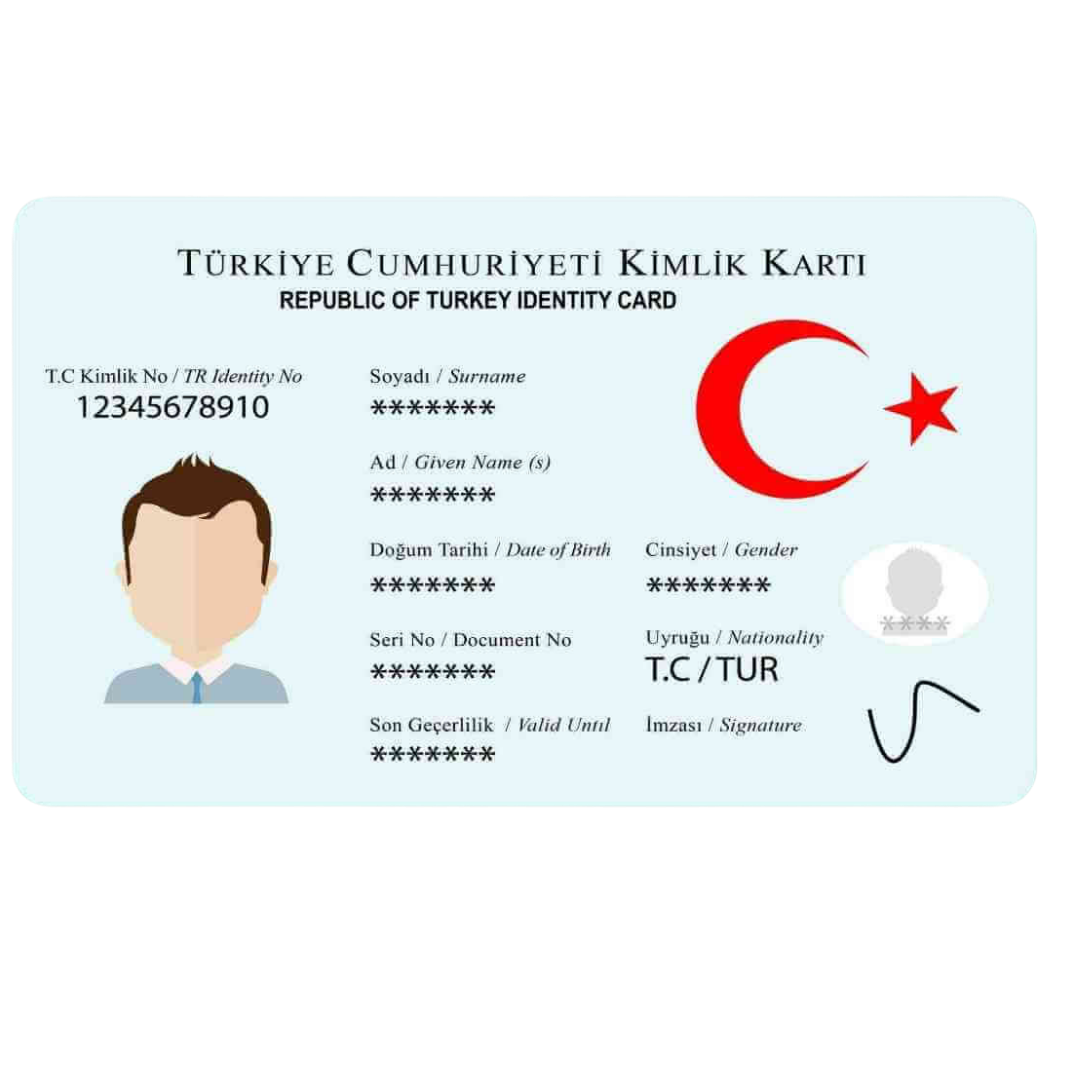 TÜRKİYE CUMHURİYETİ KİMLİK KARTI
REPUBLIC OF TURKEY IDENTITY CARD
T.C Kimlik No / TR Identity No
12345678910
Soyadı / Surname
*******
Ad / Given Name (s)
*******
Doğum Tarihi / Date of Birth
*******
Cinsiyet / Gender
*******
Seri No / Document No
*******
Uyruğu / Nationality
T.C / TUR
Son Geçerlilik / Valid Untıl
*******
İmzası / Signature
****